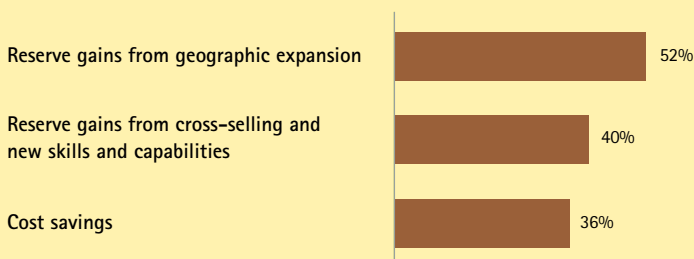 Reserve gains from geographic expansion
52%
Reserve gains from cross-selling and
new skills and capabilities
40%
Cost savings
36%